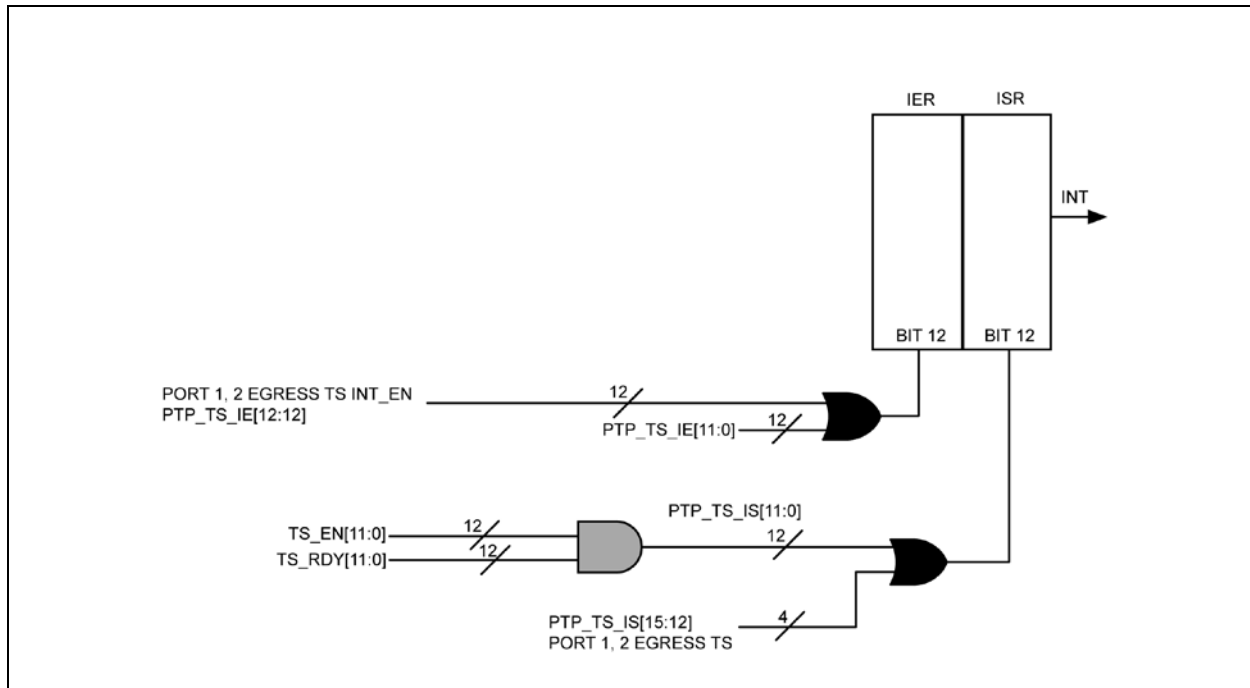 IER ISR
INT
BIT 12 BIT 12
PORT 1, 2 EGRESS TS INT_EN
PTP_TS_IE[12:12]
12
PTP_TS_IE[11:0]
12
TS_EN[11:0]
12
TS_RDY[11:0]
12
PTP_TS_IS[11:0]
12
PTP_TS_IS[15:12]
PORT 1, 2 EGRESS TS
4